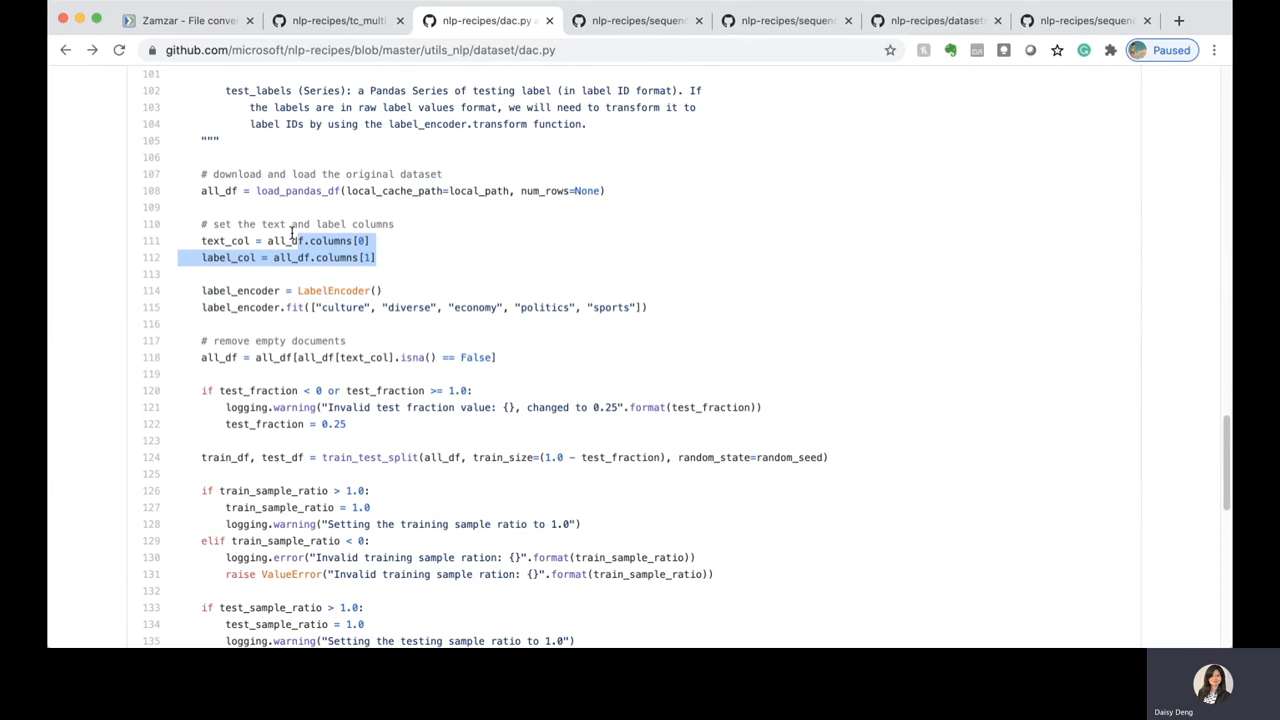 Zamzar - File conver
nlp-recipes/tc_multi
nlp-recipes/dac.py a
nlp-recipes/sequenc
nlp-recipes/sequenc
nlp-recipes/datasets
nlp-recipes/sequenc
github.com/microsoft/nlp-recipes/blob/master/utils_nlp/dataset/dac.py
Paused
101
102 test_labels (Series): a Pandas Series of testing label (in label ID format). If
103 the labels are in raw label values format, we will need to transform it to
104 label IDs by using the label_encoder.transform function.
105 """
106
107 # download and load the original dataset
108 all_df = load_pandas_df(local_cache_path=local_path, num_rows=None)
109
110 # set the text and label columns
111 text_col = all_df.columns[0]
112 label_col = all_df.columns[1]
113
114 label_encoder = LabelEncoder()
115 label_encoder.fit(["culture", "diverse", "economy", "politics", "sports"])
116
117 # remove empty documents
118 all_df = all_df[all_df[text_col].isna() == False]
119
120 if test_fraction < 0 or test_fraction >= 1.0:
121 logging.warning("Invalid test fraction value: {}, changed to 0.25".format(test_fraction))
122 test_fraction = 0.25
123
124 train_df, test_df = train_test_split(all_df, train_size=(1.0 - test_fraction), random_state=random_seed)
125
126 if train_sample_ratio > 1.0:
127 train_sample_ratio = 1.0
128 logging.warning("Setting the training sample ratio to 1.0")
129 elif train_sample_ratio < 0:
130 logging.error("Invalid training sample ration: {}".format(train_sample_ratio))
131 raise ValueError("Invalid training sample ration: {}".format(train_sample_ratio))
132
133 if test_sample_ratio > 1.0:
134 test_sample_ratio = 1.0
135 logging.warning("Setting the testing sample ratio to 1.0")
Daisy Deng